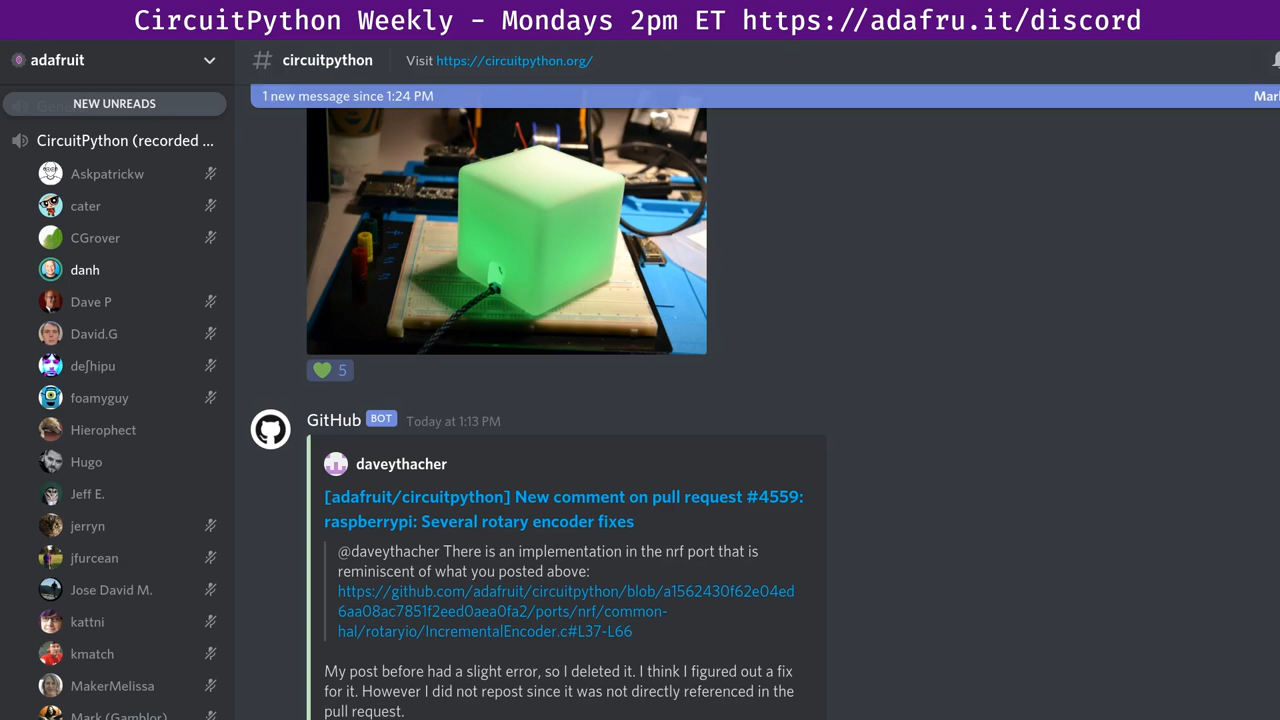 CircuitPython Weekly – Mondays 2pm ET https://adafru.it/discord
adafruit
NEW UNREADS
CircuitPython (recorded ...
Askpatrickw
cater
CGrover
danh
Dave P
David.G
deʃhipu
foamyguy
Hierophect
Hugo
Jeff E.
jerryn
jfurcean
Jose David M.
kattni
kmatch
MakerMelissa
Mark (Gamblor)
# circuitpython
Visit https://circuitpython.org/
1 new message since 1:24 PM
Mark
5
GitHub BOT Today at 1:13 PM
daveythacher
[adafruit/circuitpython] New comment on pull request #4559:
raspberrypi: Several rotary encoder fixes
@daveythacher There is an implementation in the nrf port that is
reminiscent of what you posted above:
https://github.com/adafruit/circuitpython/blob/a1562430f62e04ed
6aa08ac7851f2eed0aea0fa2/ports/nrf/common-
hal/rotaryio/IncrementalEncoder.c#L37-L66
My post before had a slight error, so I deleted it. I think I figured out a fix
for it. However I did not repost since it was not directly referenced in the
pull request.